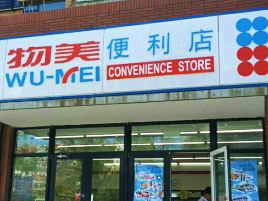 物美便利店
WU-MEI CONVENIENCE STORE